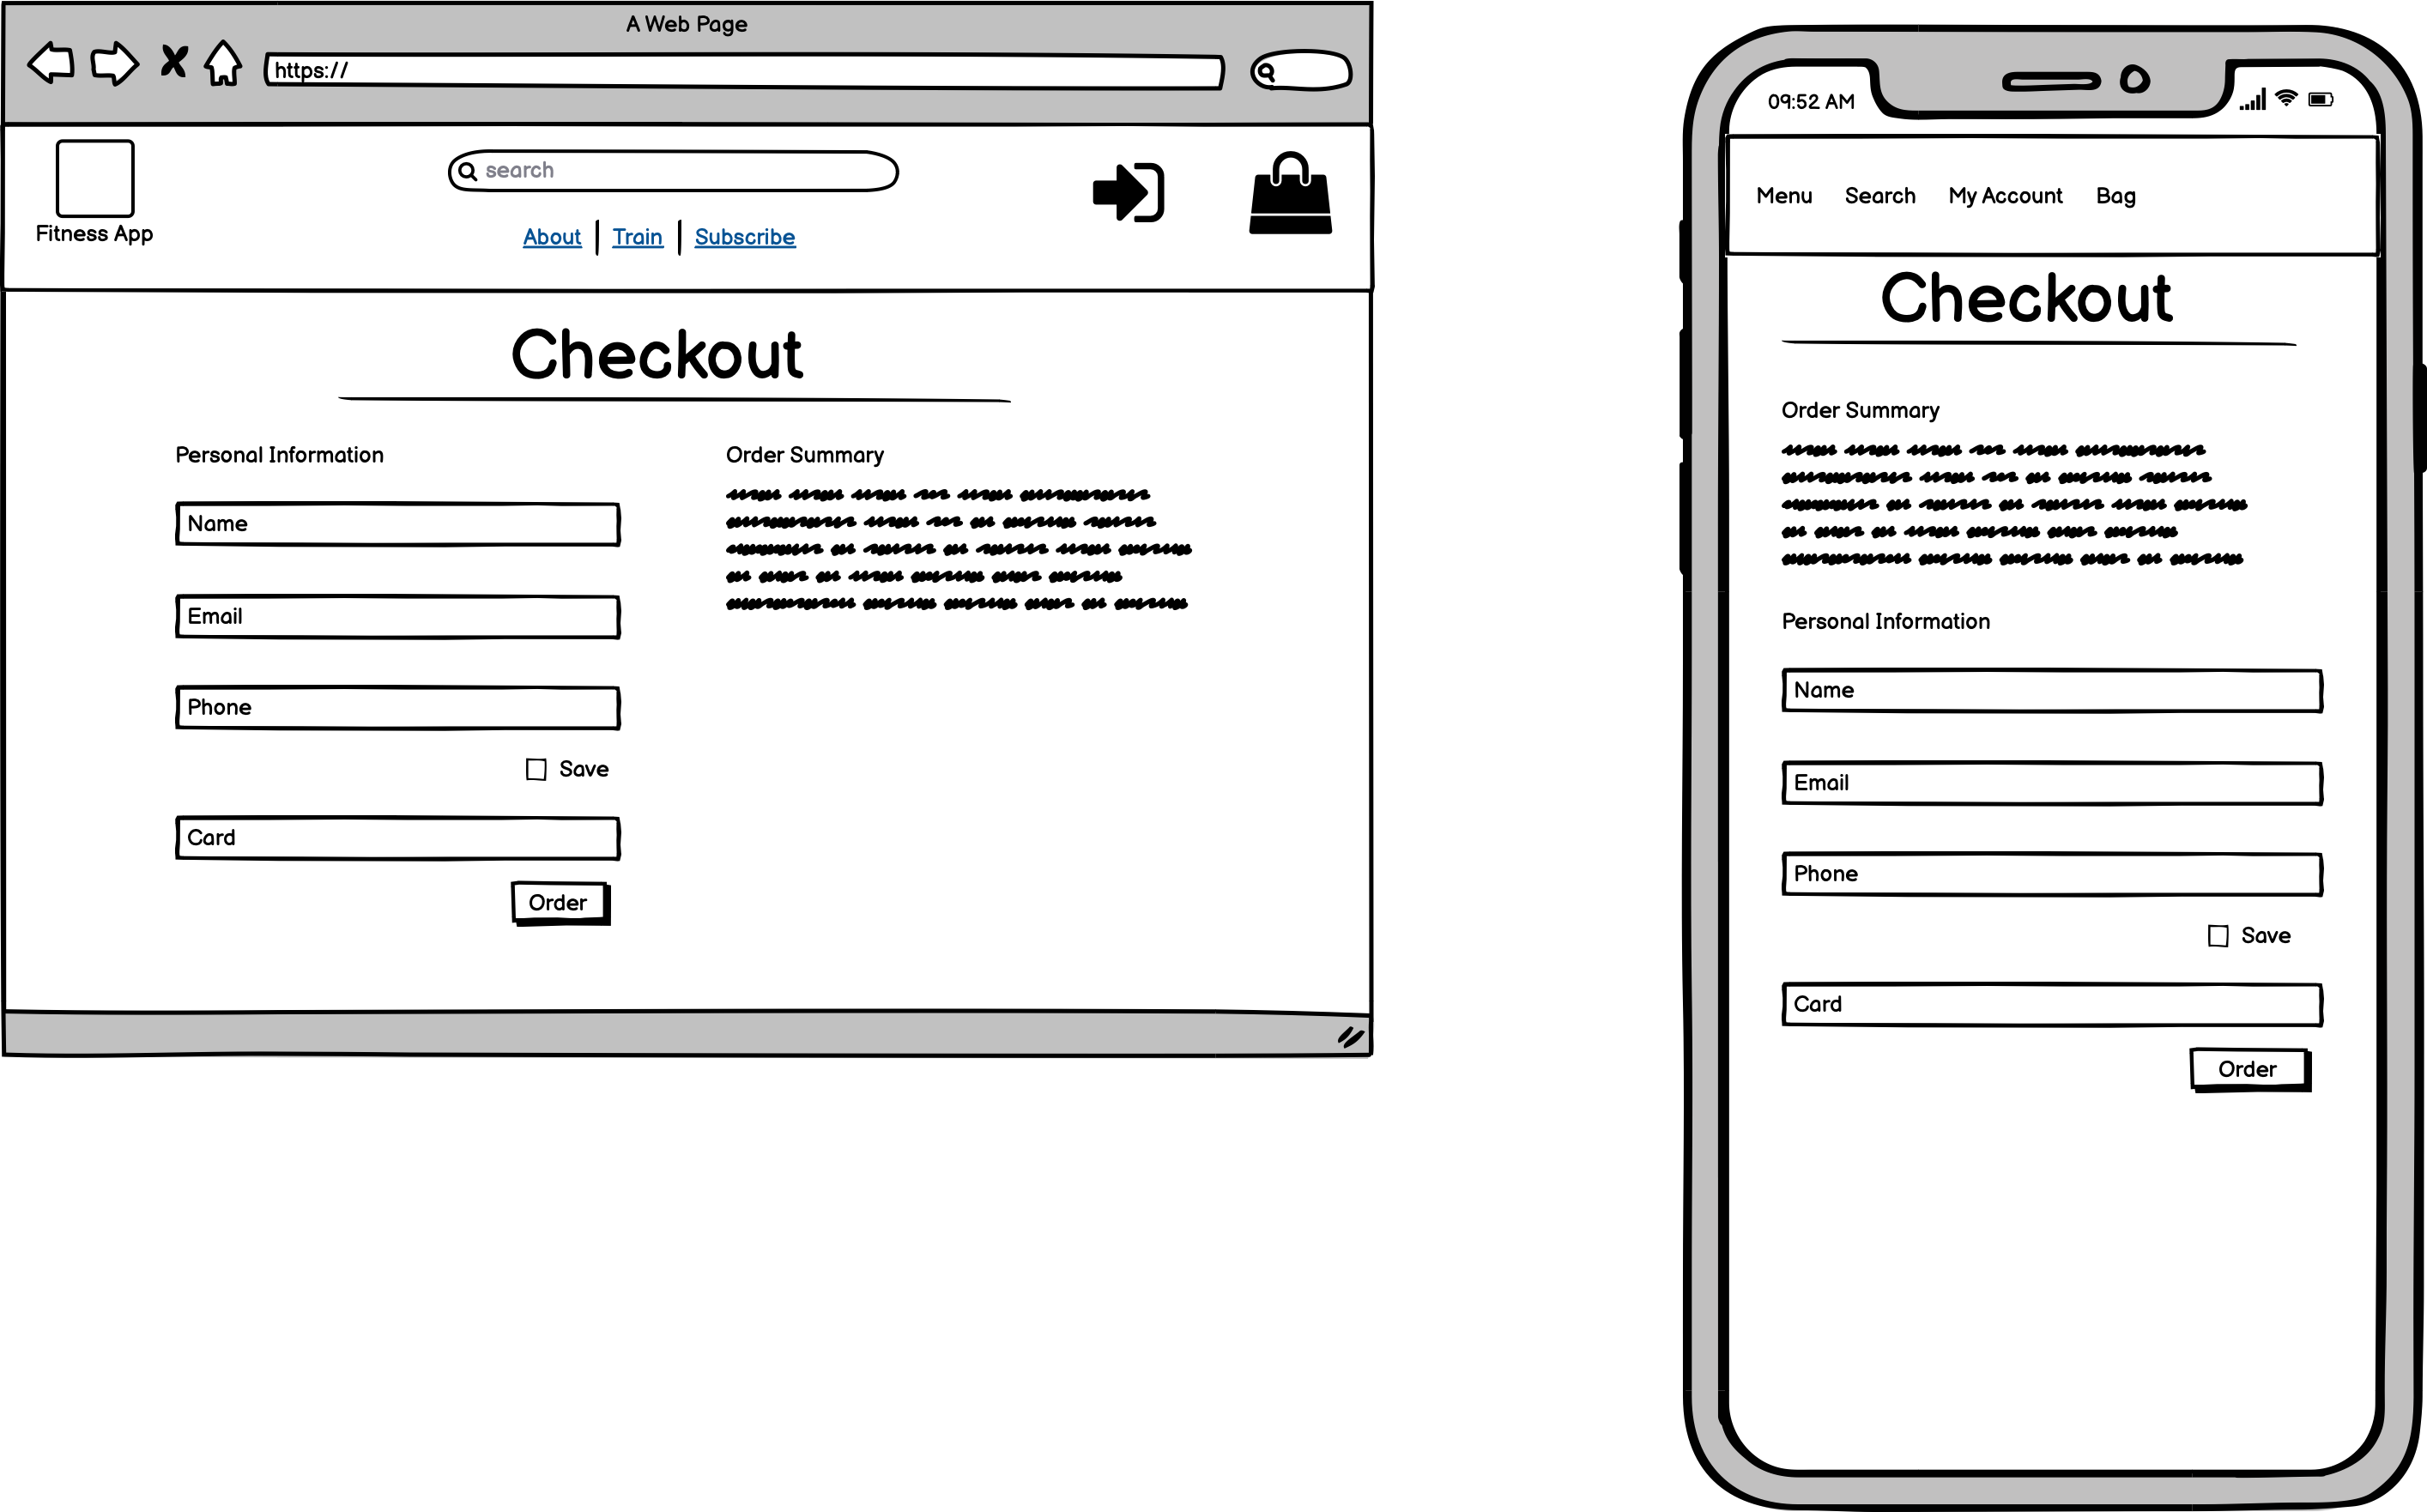 A Web Page
https://
search
Fitness App
About | Train | Subscribe
Checkout
Personal Information
Name
Email
Phone
Save
Card
Order
Order Summary
09:52 AM
Menu Search My Account Bag
Checkout
Order Summary
Personal Information
Name
Email
Phone
Save
Card
Order